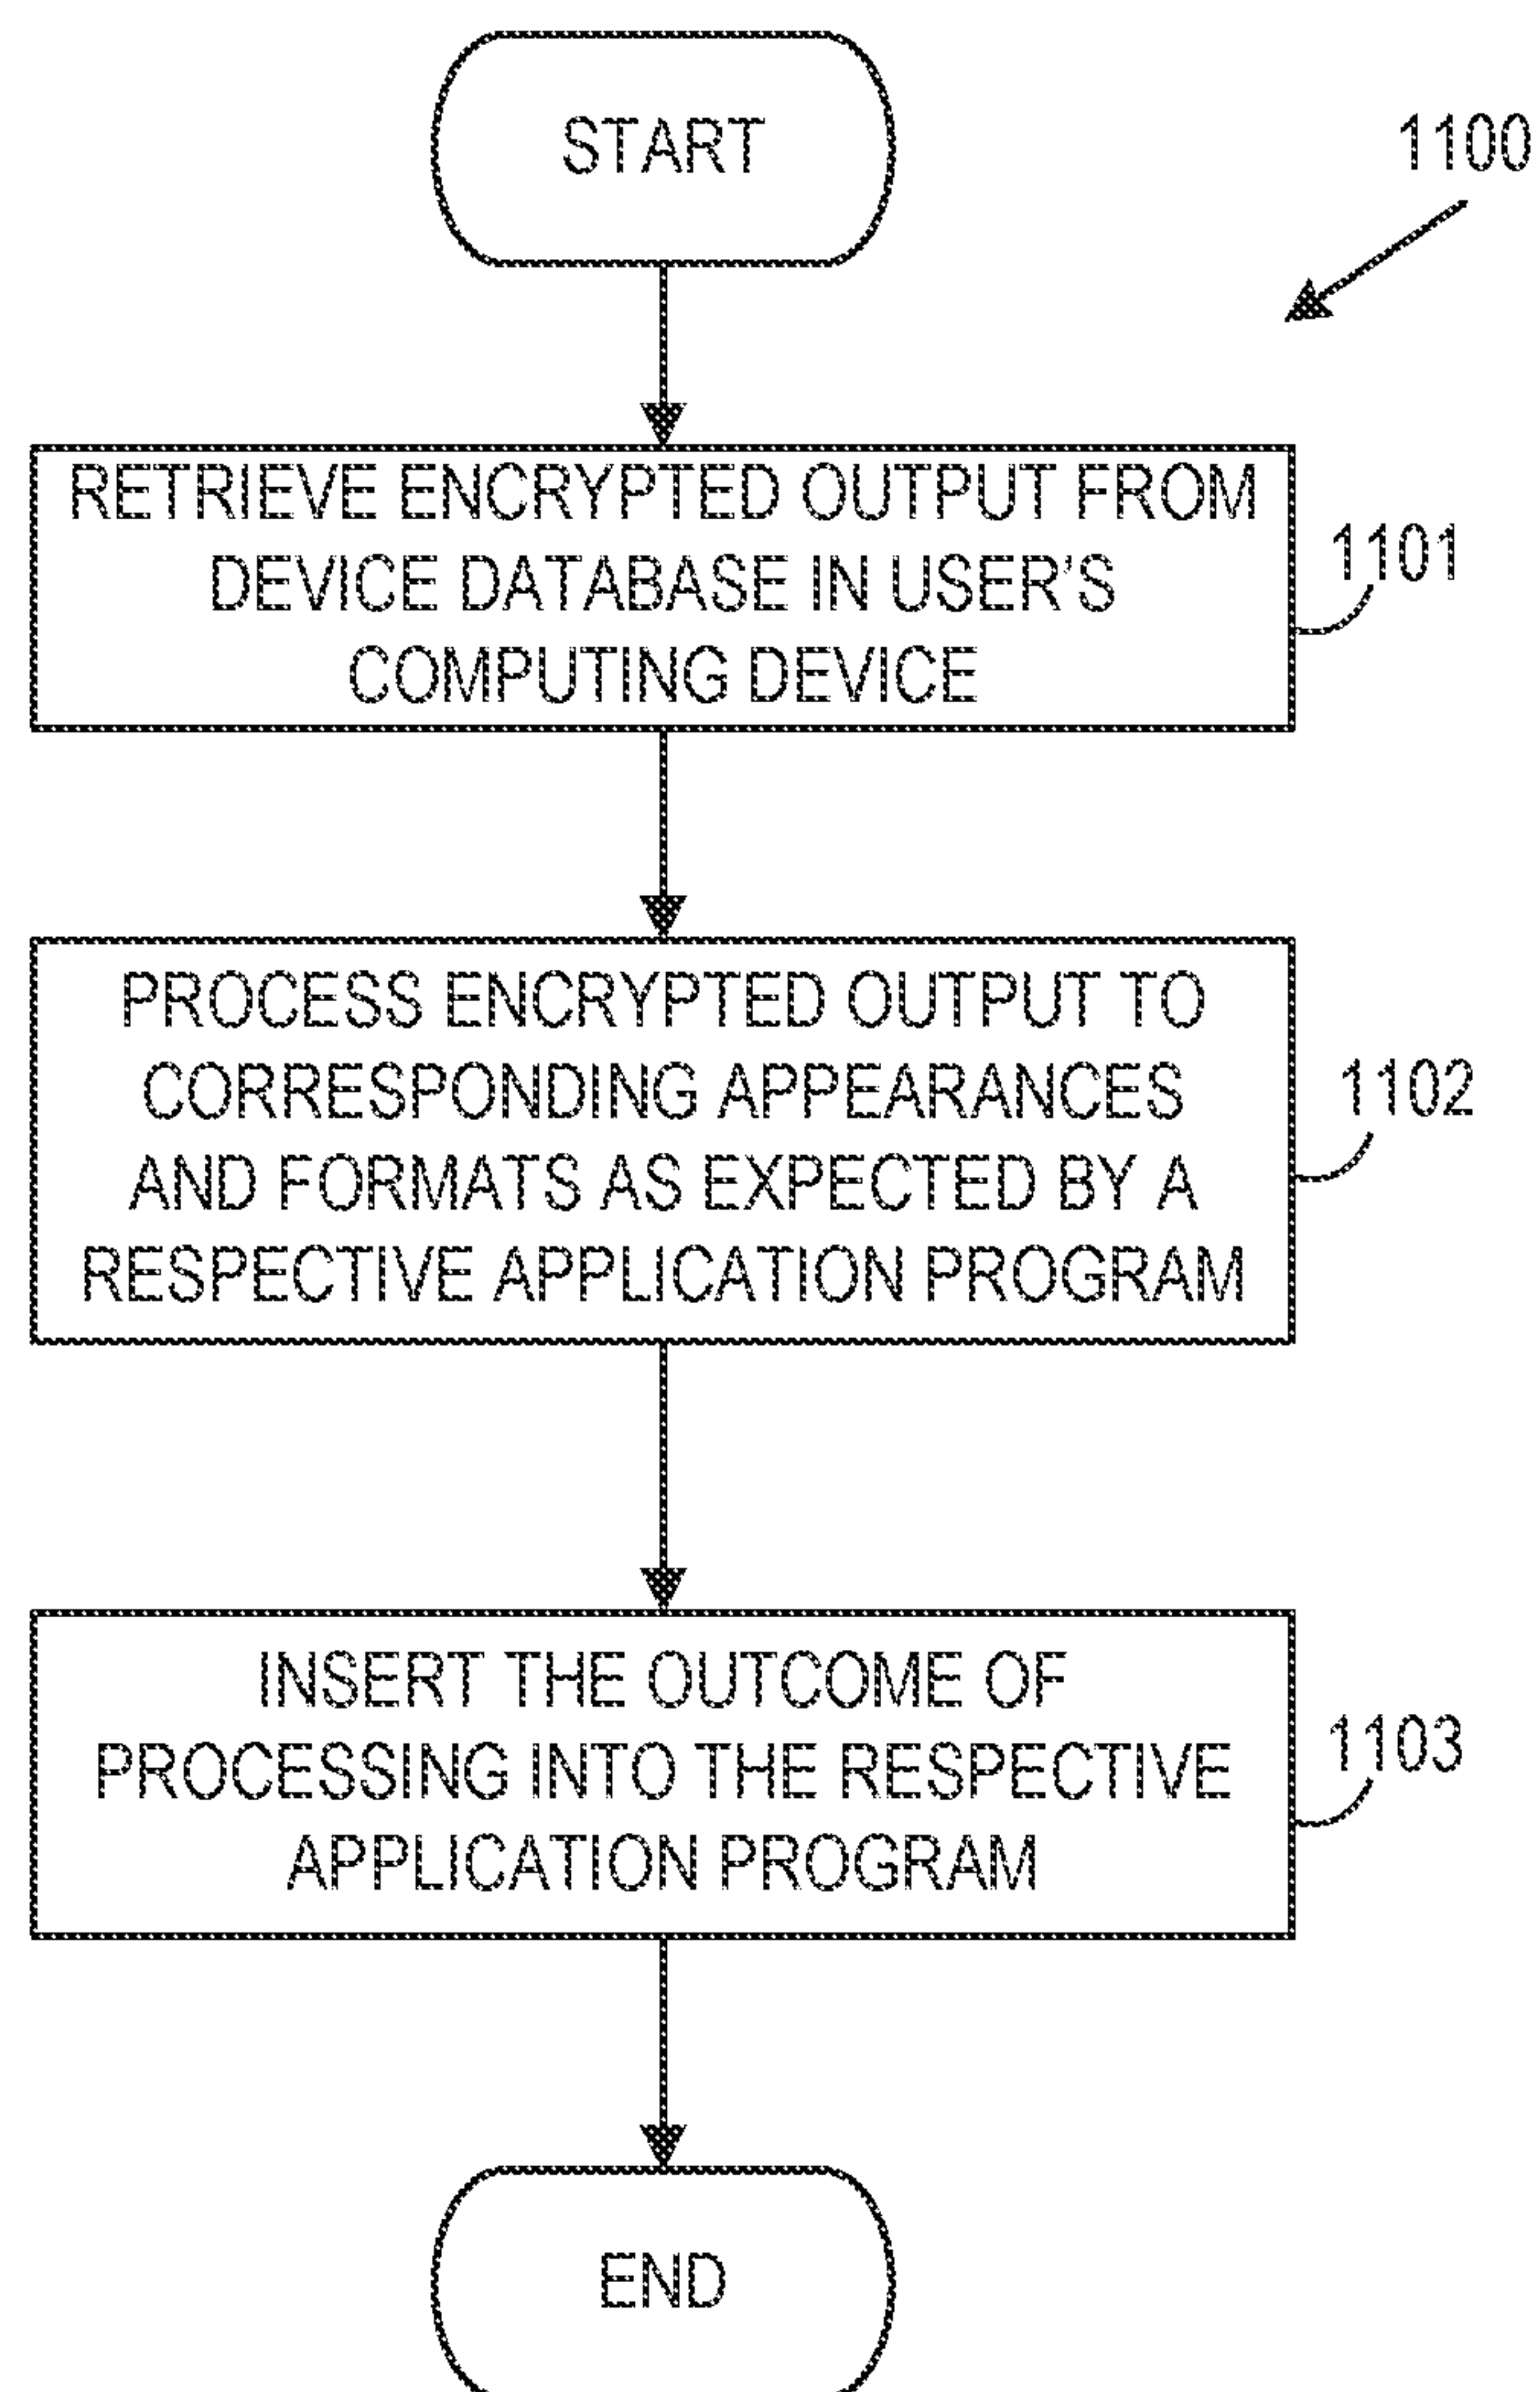 START
1100
RETRIEVE ENCRYPTED OUTPUT FROM
DEVICE DATABASE IN USER'S
COMPUTING DEVICE
1101
PROCESS ENCRYPTED OUTPUT TO
CORRESPONDING APPEARANCES
AND FORMATS AS EXPECTED BY A
RESPECTIVE APPLICATION PROGRAM
1102
INSERT THE OUTCOME OF
PROCESSING INTO THE RESPECTIVE
APPLICATION PROGRAM
1103
END